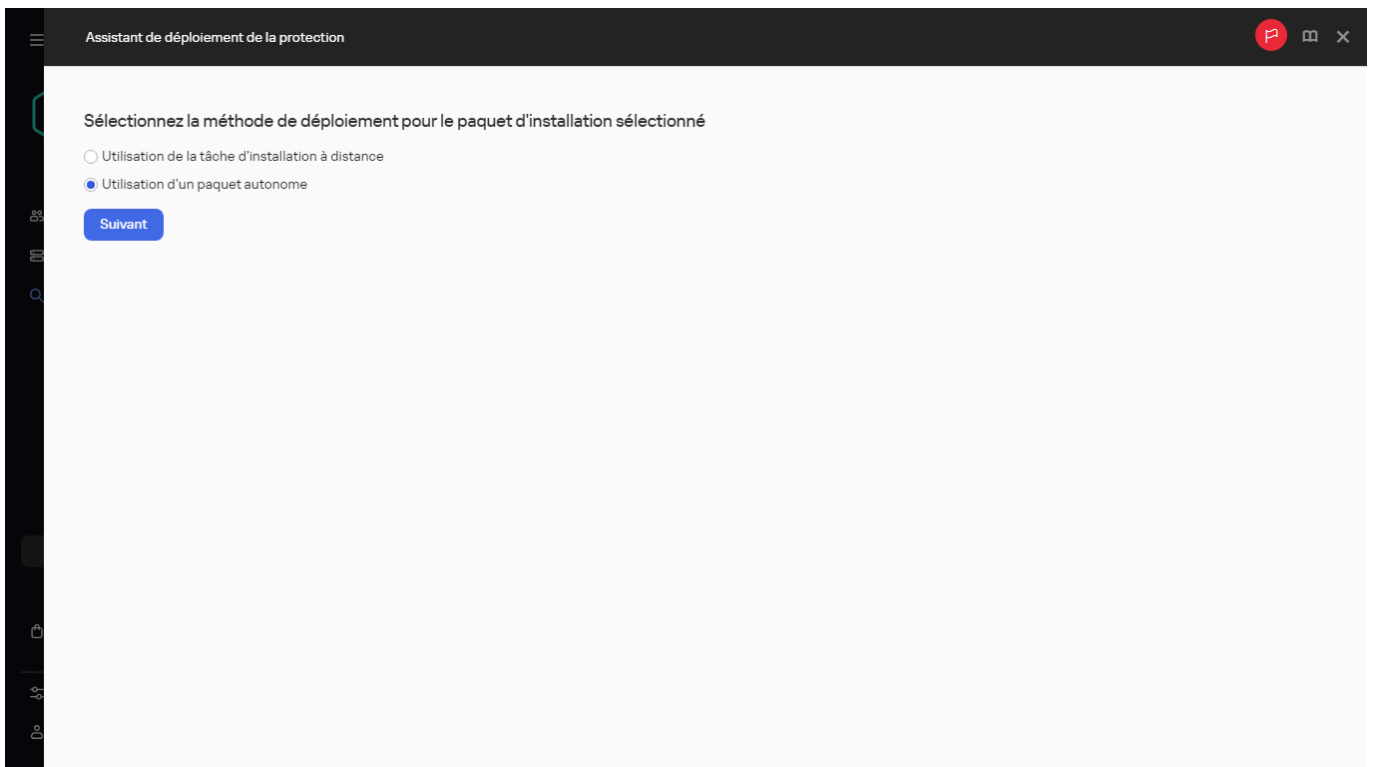 Assistant de déploiement de la protection
Sélectionnez la méthode de déploiement pour le paquet d'installation sélectionné
Utilisation de la tâche d'installation à distance
Utilisation d'un paquet autonome
Suivant